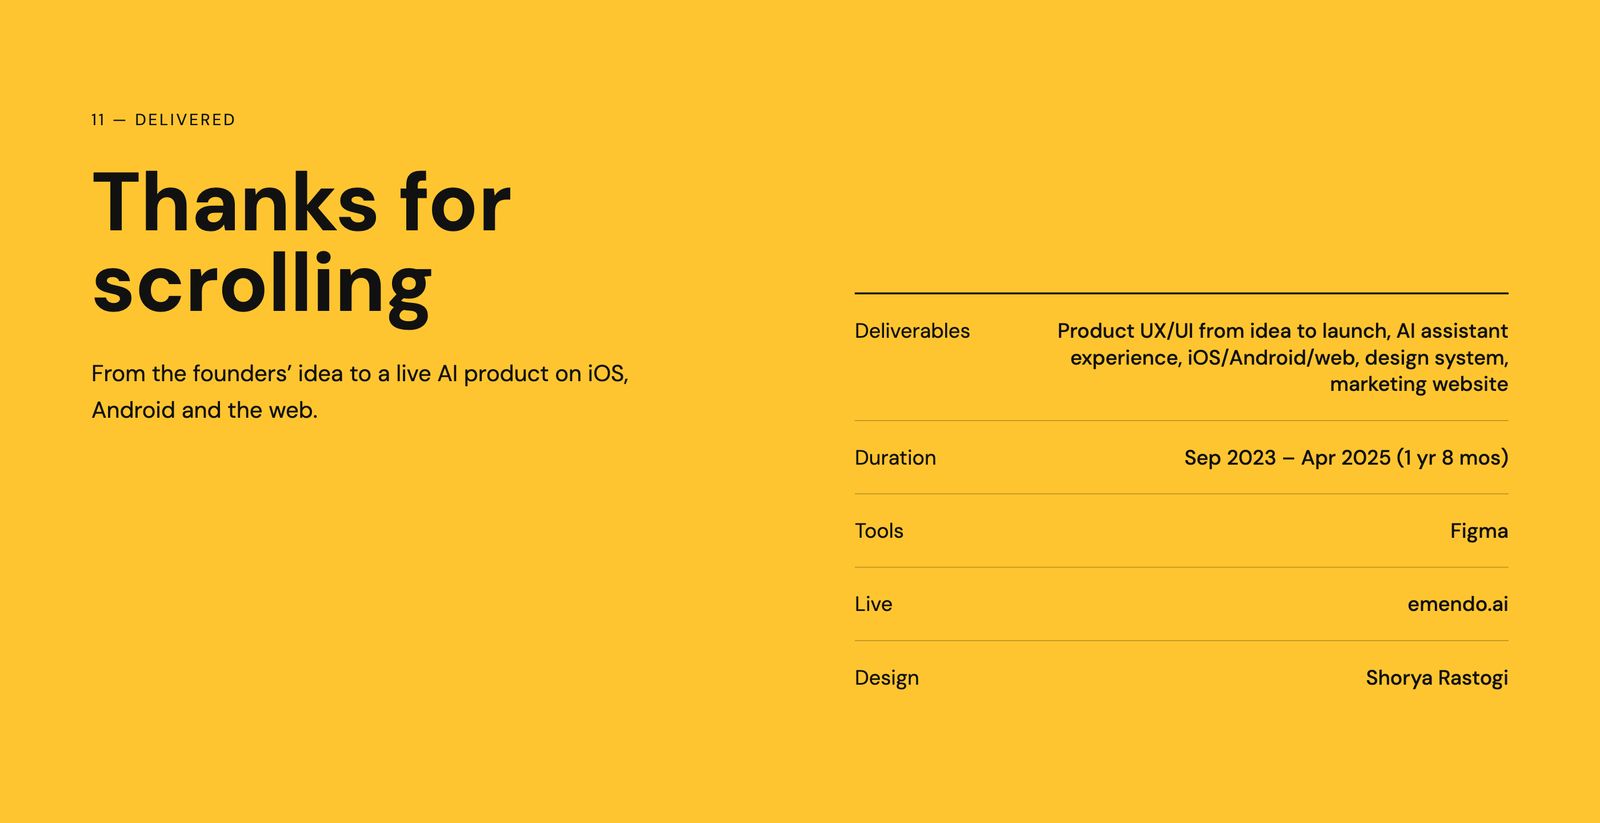 11 — DELIVERED
Thanks for
scrolling
From the founders’ idea to a live AI product on iOS,
Android and the web.
Deliverables
Product UX/UI from idea to launch, AI assistant
experience, iOS/Android/web, design system,
marketing website
Duration
Sep 2023 – Apr 2025 (1 yr 8 mos)
Tools
Figma
Live
emendo.ai
Design
Shorya Rastogi